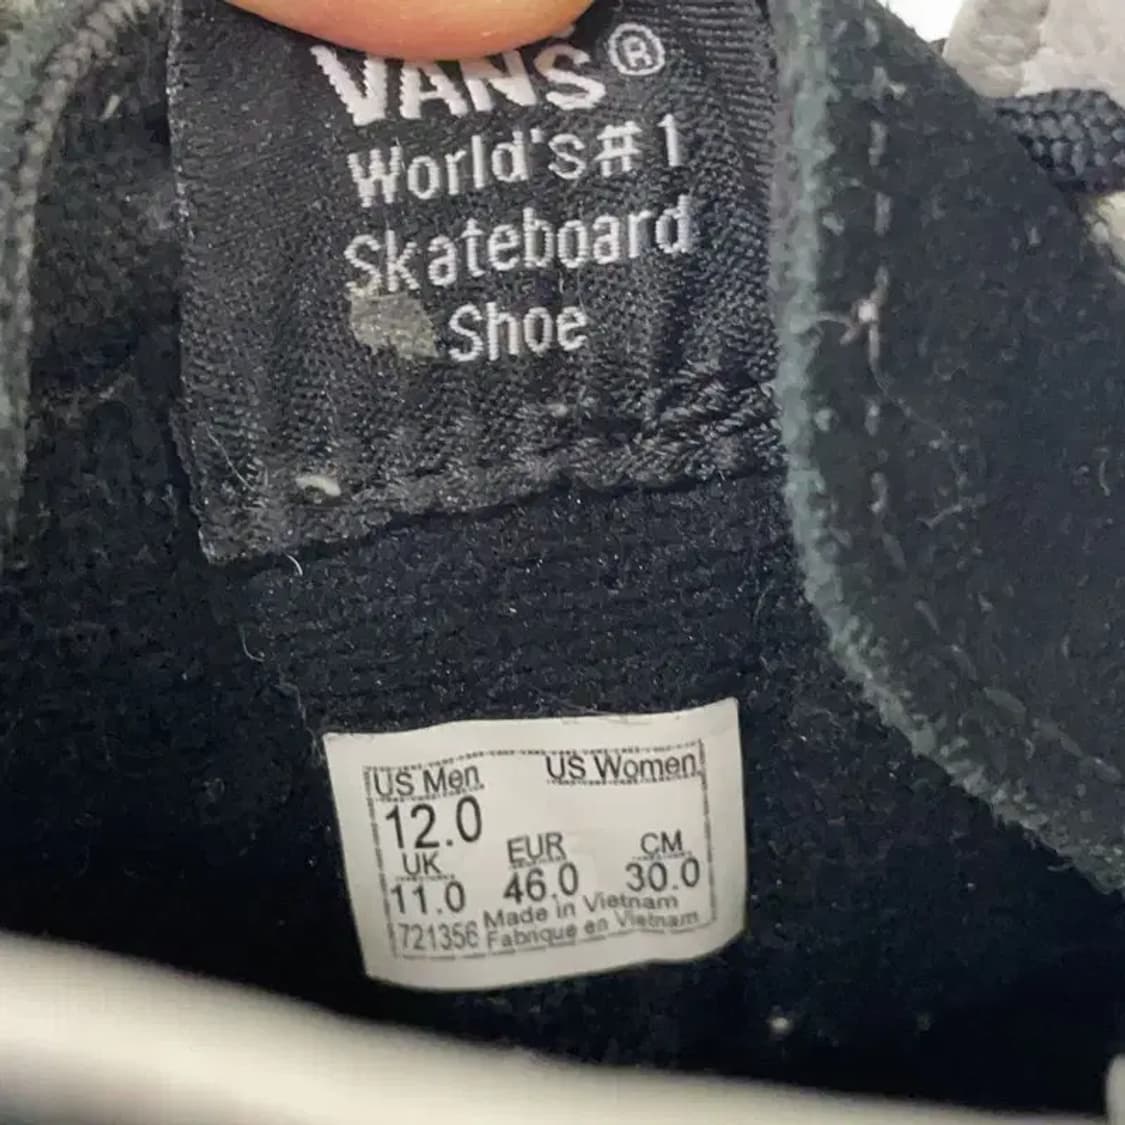 VANS®
World's #1
Skateboard
Shoe
US Men US Women
12.0
UK EUR CM
11.0 46.0 30.0
Made in Vietnam
721356 Fabrique en Vietnam